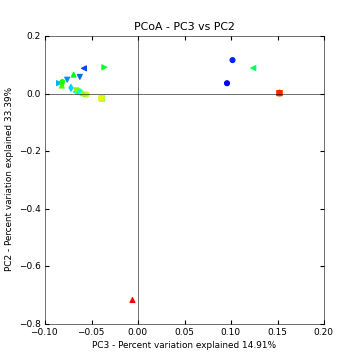 PCoA - PC3 vs PC2
0.2
0.0
−0.2
−0.4
−0.6
−0.8
PC2 - Percent variation explained 33.39%
−0.10 −0.05 0.00 0.05 0.10 0.15 0.20
PC3 - Percent variation explained 14.91%